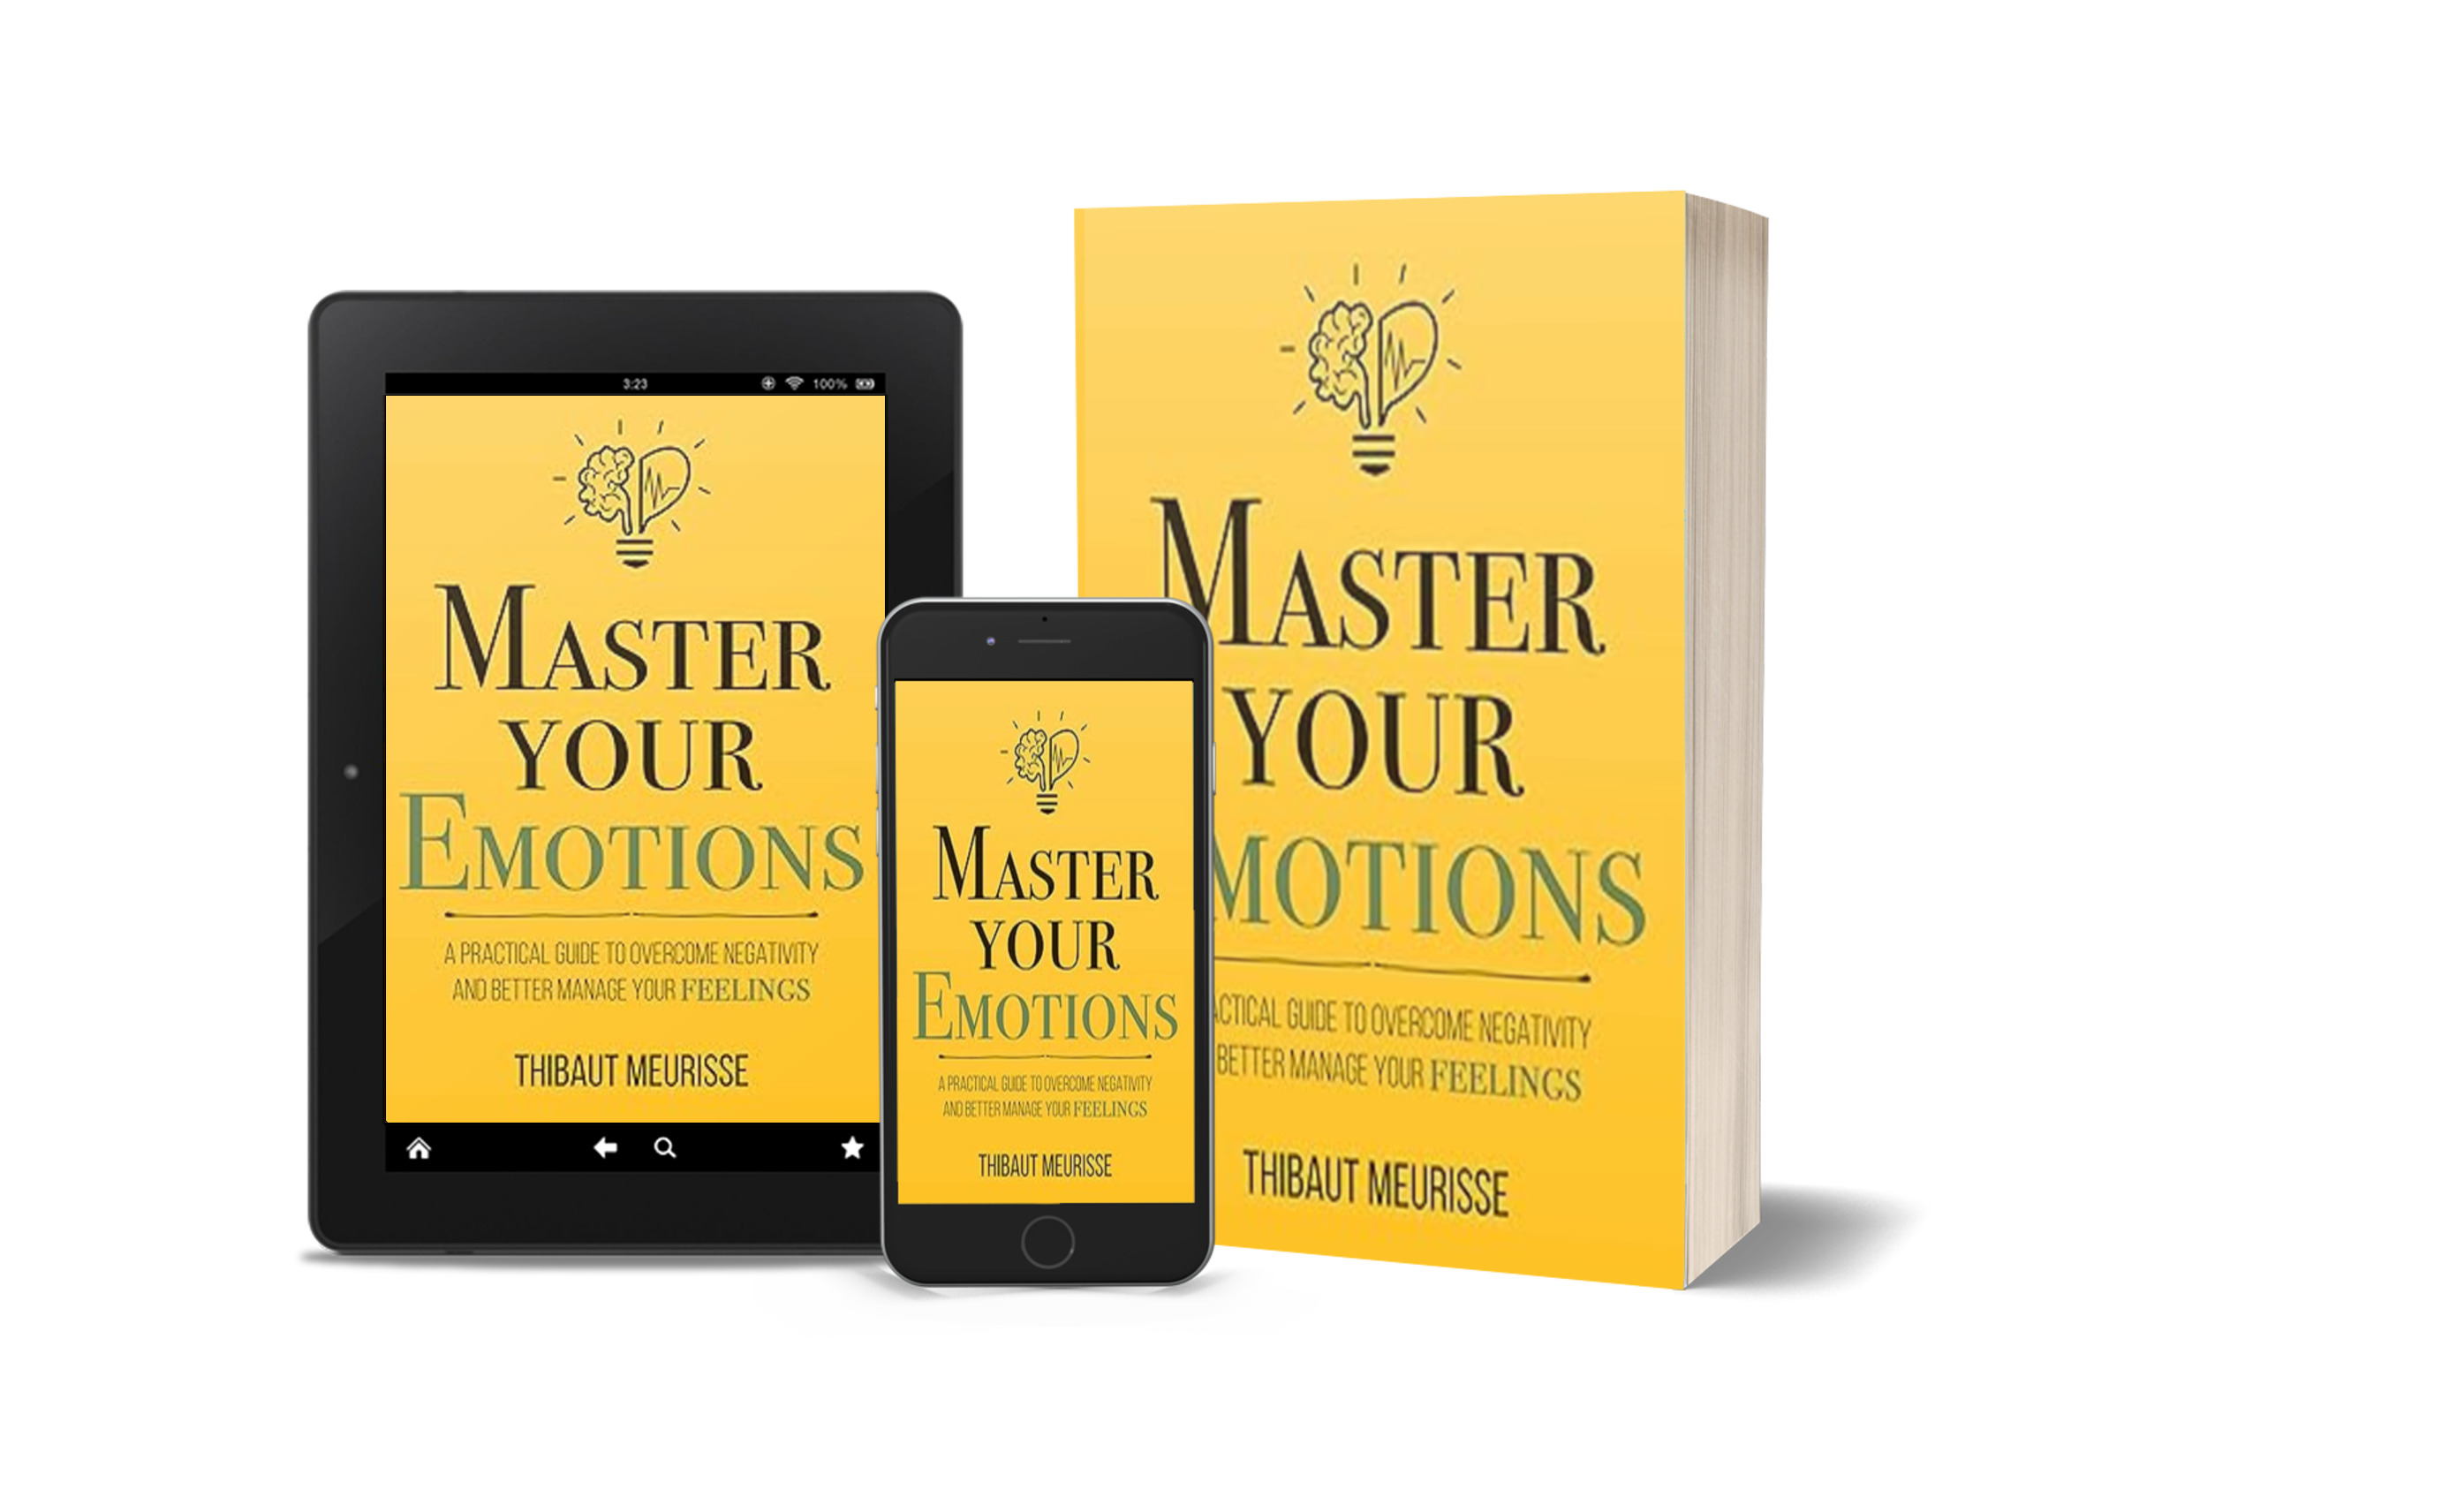 3:23
100%
MASTER
YOUR
EMOTIONS
A PRACTICAL GUIDE TO OVERCOME NEGATIVITY
AND BETTER MANAGE YOUR FEELINGS
THIBAUT MEURISSE
MASTER
YOUR
EMOTIONS
A PRACTICAL GUIDE TO OVERCOME NEGATIVITY
AND BETTER MANAGE YOUR FEELINGS
THIBAUT MEURISSE
MASTER
YOUR
MOTIONS
ACTICAL GUIDE TO OVERCOME NEGATIVITY
BETTER MANAGE YOUR FEELINGS
THIBAUT MEURISSE